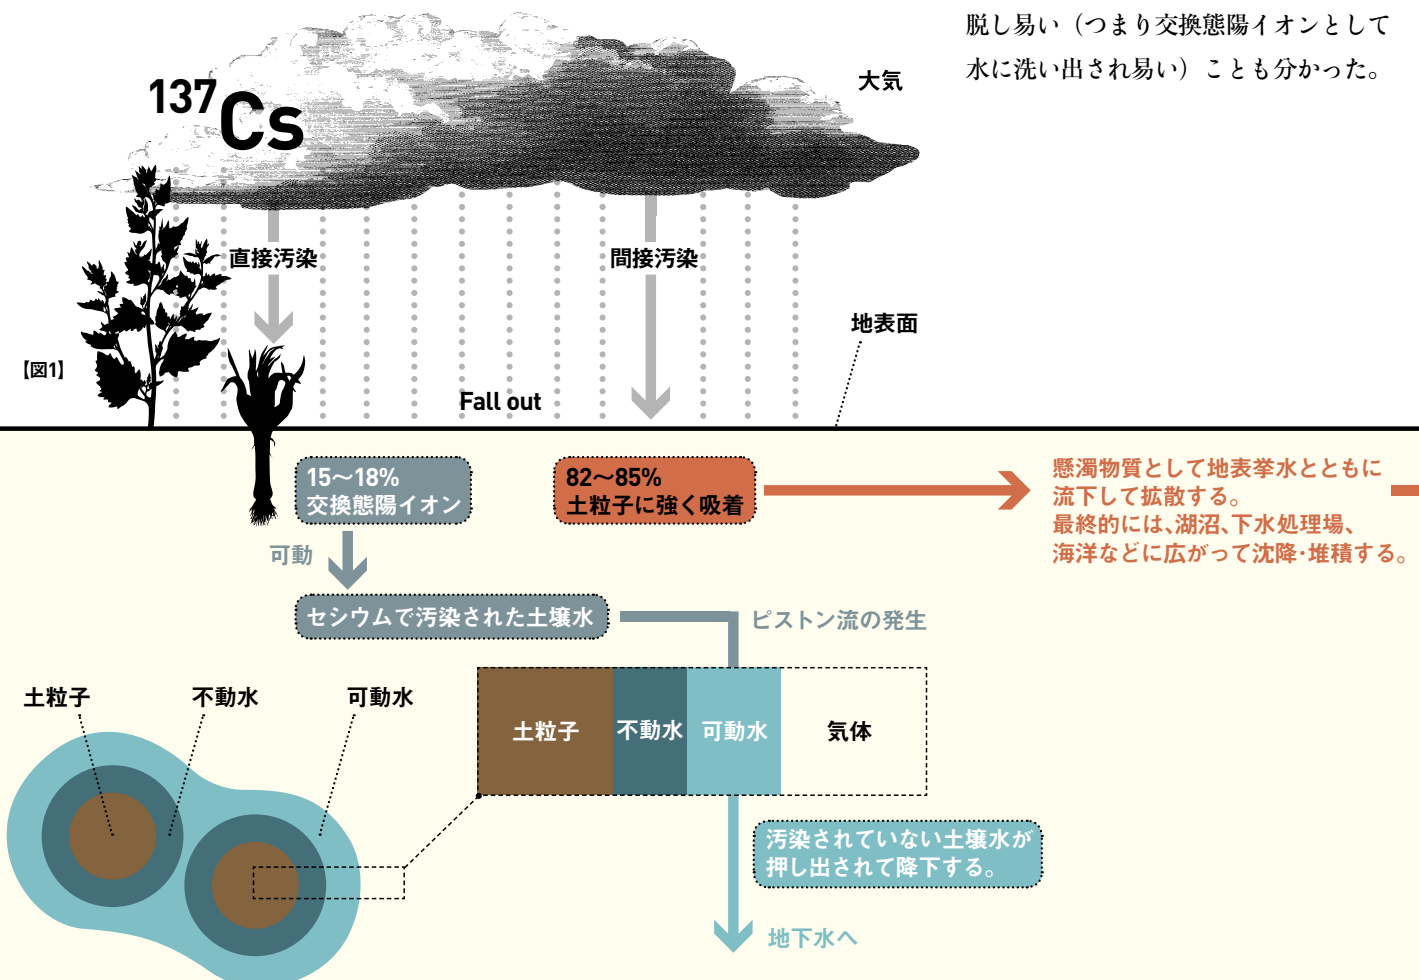 脱し易い（つまり交換態陽イオンとして
水に洗い出され易い）ことも分かった。
大気
137Cs
直接汚染
間接汚染
地表面
【図1】
Fall out
15〜18%
交換態陽イオン
82〜85%
土粒子に強く吸着
懸濁物質として地表挙水とともに
流下して拡散する。
最終的には、湖沼、下水処理場、
海洋などに広がって沈降・堆積する。
可動
セシウムで汚染された土壌水
ピストン流の発生
土粒子
不動水
可動水
土粒子
不動水
可動水
気体
汚染されていない土壌水が
押し出されて降下する。
地下水へ